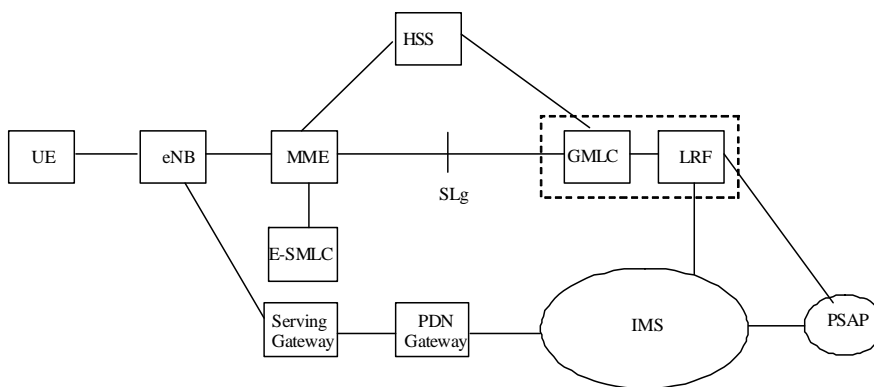 HSS
UE
eNB
MME
GMLC
LRF
SLg
E-SMLC
Serving
Gateway
PDN
Gateway
IMS
PSAP